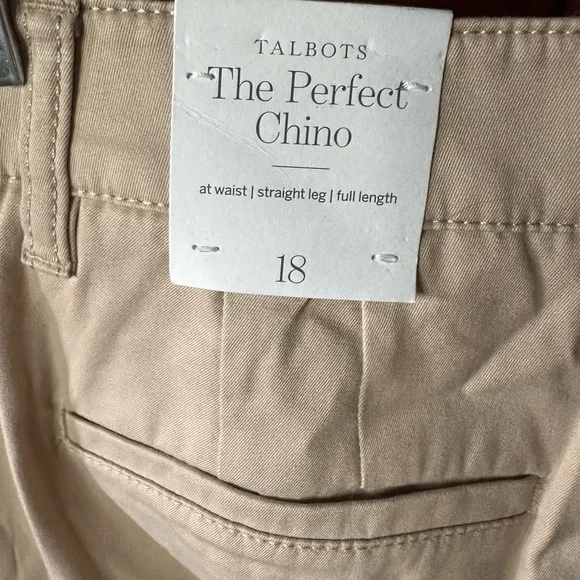 TALBOTS
The Perfect
Chino
at waist | straight leg | full length
18